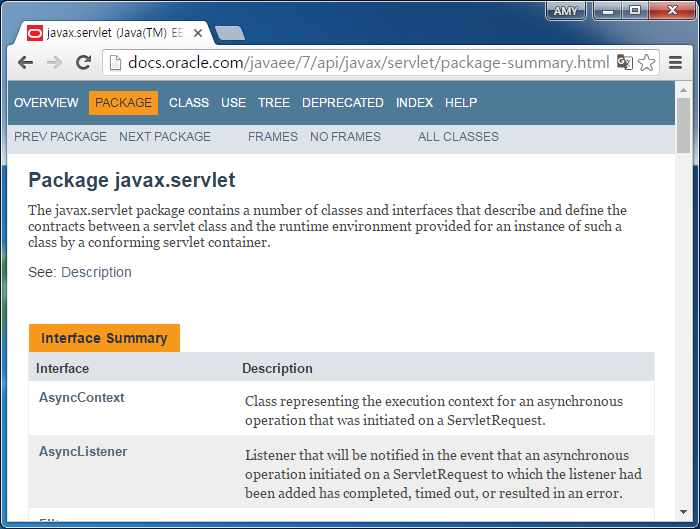 AMY
javax.servlet (Java(TM) EE
docs.oracle.com/javaee/7/api/javax/servlet/package-summary.html
OVERVIEW PACKAGE CLASS USE TREE DEPRECATED INDEX HELP
PREV PACKAGE NEXT PACKAGE FRAMES NO FRAMES ALL CLASSES
Package javax.servlet
The javax.servlet package contains a number of classes and interfaces that describe and define the
contracts between a servlet class and the runtime environment provided for an instance of such a
class by a conforming servlet container.
See: Description
Interface Summary
Interface Description
AsyncContext Class representing the execution context for an asynchronous
operation that was initiated on a ServletRequest.
AsyncListener Listener that will be notified in the event that an asynchronous
operation initiated on a ServletRequest to which the listener had
been added has completed, timed out, or resulted in an error.